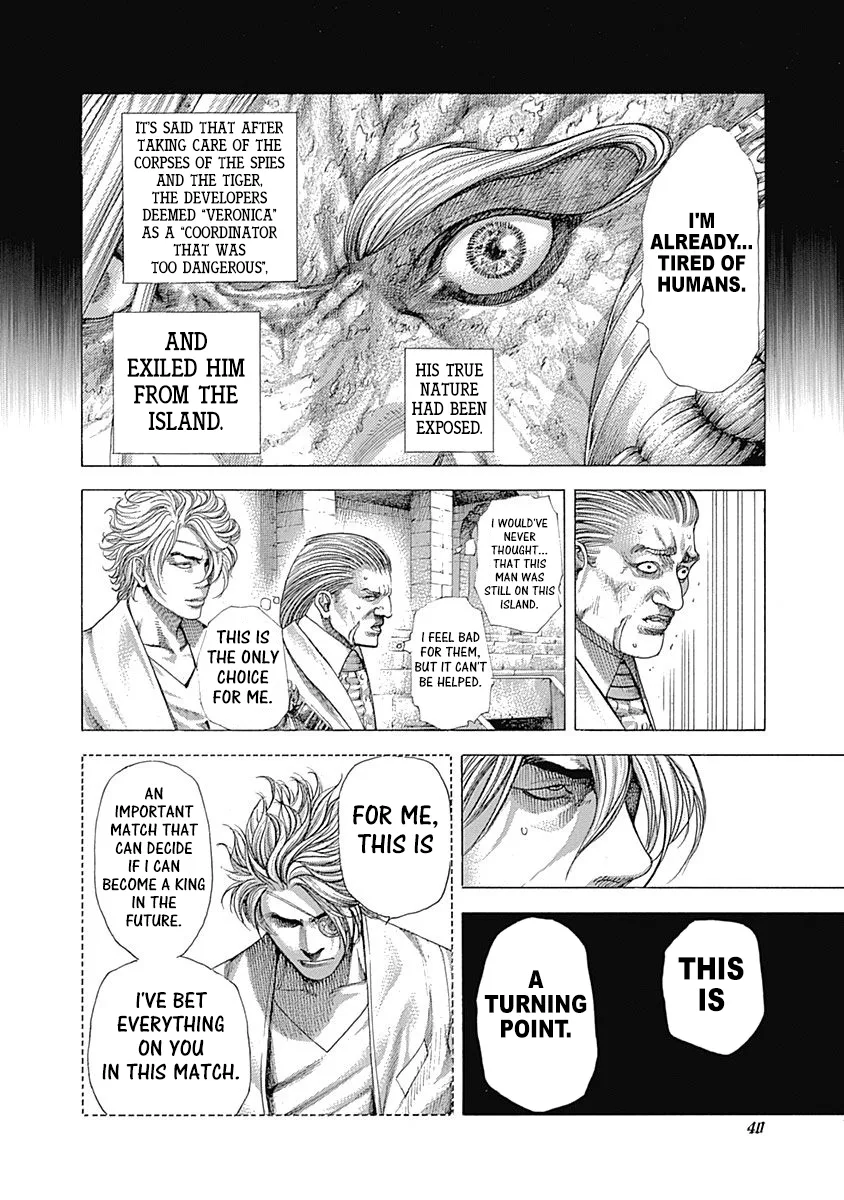 I'M
ALREADY...
TIRED OF
HUMANS.
IT'S SAID THAT AFTER
TAKING CARE OF THE
CORPSES OF THE SPIES
AND THE TIGER,
THE DEVELOPERS
DEEMED “VERONICA”
AS A “COORDINATOR
THAT WAS
TOO DANGEROUS”,
HIS TRUE
NATURE
HAD BEEN
EXPOSED.
AND
EXILED HIM
FROM THE
ISLAND.
I WOULD'VE
NEVER
THOUGHT...
THAT THIS
MAN WAS
STILL ON THIS
ISLAND.
I FEEL BAD
FOR THEM,
BUT IT CAN'T
BE HELPED.
THIS IS
THE ONLY
CHOICE
FOR ME.
THIS
IS
A
TURNING
POINT.
FOR ME,
THIS IS
AN
IMPORTANT
MATCH THAT
CAN DECIDE
IF I CAN
BECOME A KING
IN THE
FUTURE.
I'VE BET
EVERYTHING
ON YOU
IN THIS MATCH.
40